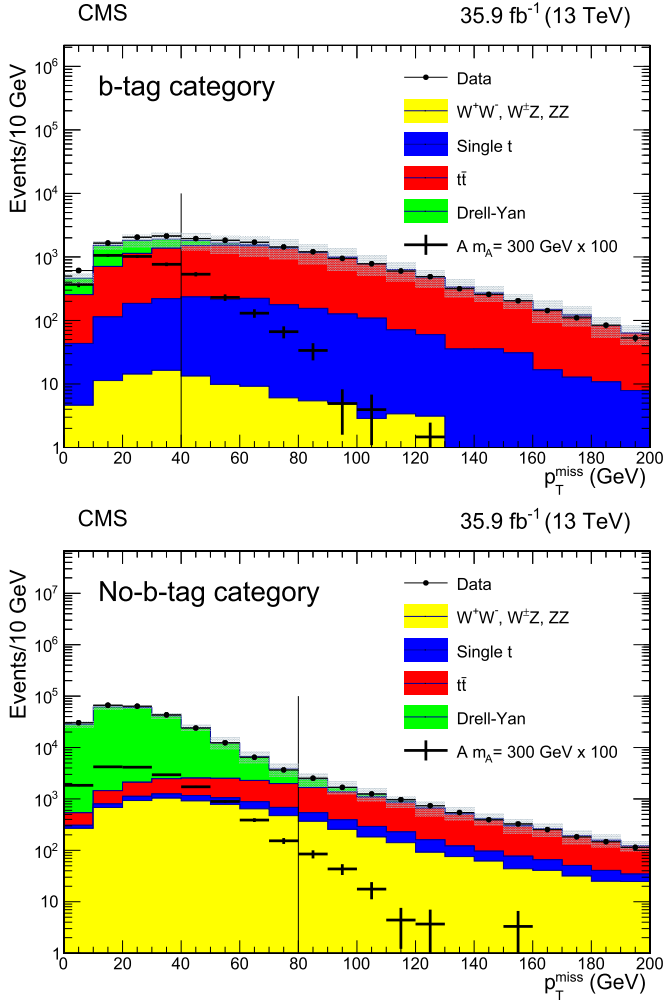 CMS 35.9 fb⁻¹ (13 TeV)
b-tag category
Data
W⁺W⁻, W±Z, ZZ
Single t
tt̄
Drell-Yan
A m_A= 300 GeV x 100
Events/10 GeV
10⁶
10⁵
10⁴
10³
10²
10
1
0 20 40 60 80 100 120 140 160 180 200
p_T^miss (GeV)
CMS 35.9 fb⁻¹ (13 TeV)
No-b-tag category
Data
W⁺W⁻, W±Z, ZZ
Single t
tt̄
Drell-Yan
A m_A= 300 GeV x 100
Events/10 GeV
10⁷
10⁶
10⁵
10⁴
10³
10²
10
1
0 20 40 60 80 100 120 140 160 180 200
p_T^miss (GeV)